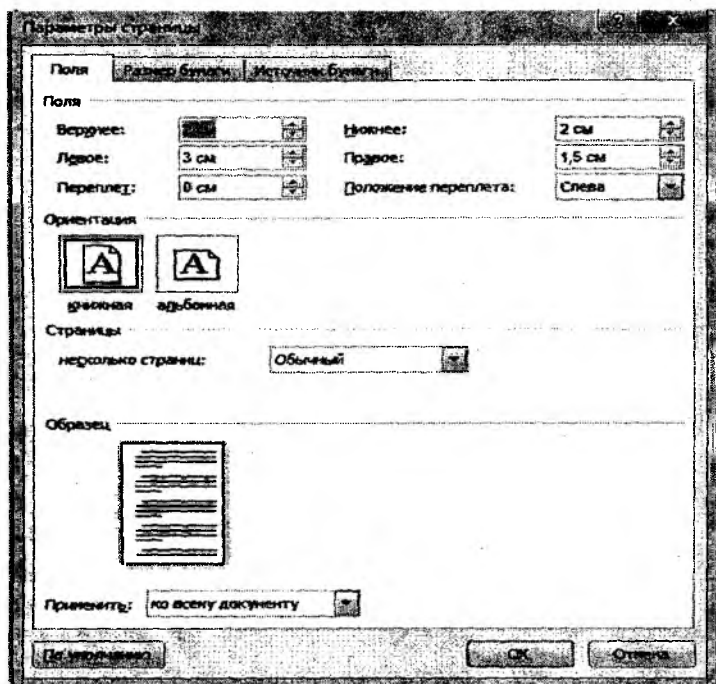 Параметры страницы
Поля Размер бумаги Источник бумаги
Поля
Верхнее: Нижнее: 2 см
Левое: 3 см Правое: 1,5 см
Переплет: 0 см Положение переплета: Слева
Ориентация
A A
книжная альбомная
Страницы
несколько страниц: Обычный
Образец
Применить: ко всему документу
По умолчанию ОК Отмена